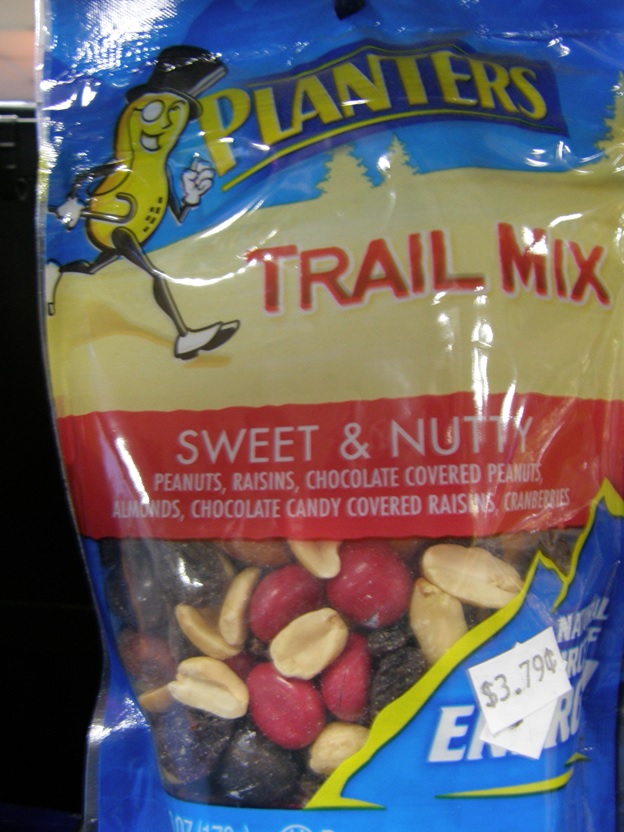 PLANTERS
TRAIL MIX
SWEET & NUTTY
PEANUTS, RAISINS, CHOCOLATE COVERED PEANUTS,
ALMONDS, CHOCOLATE CANDY COVERED RAISINS, CRANBERRIES
$3.79¢